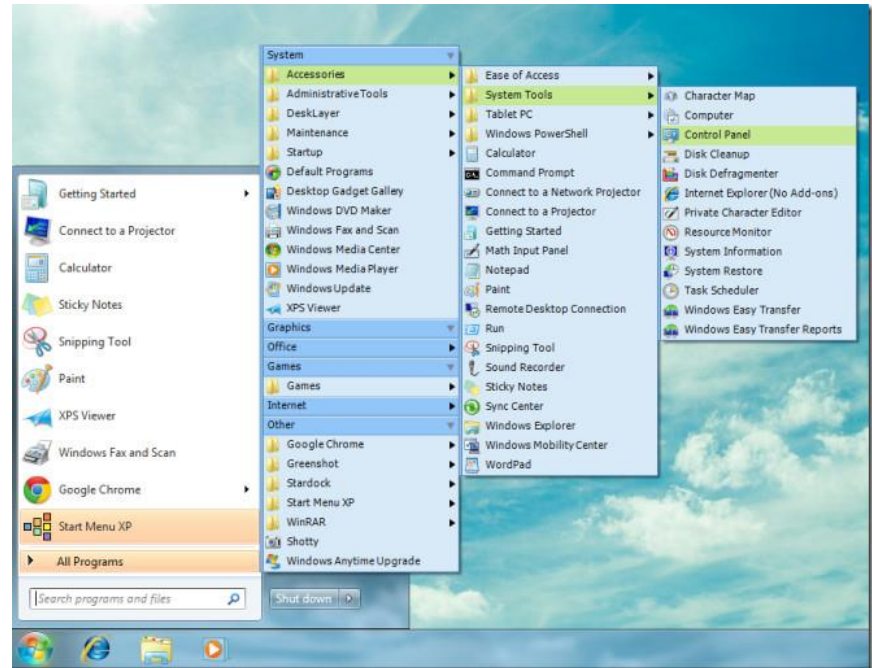 Getting Started
Connect to a Projector
Calculator
Sticky Notes
Snipping Tool
Paint
XPS Viewer
Windows Fax and Scan
Google Chrome
Start Menu XP
All Programs
Search programs and files
Shut down
System
Accessories
Administrative Tools
DeskLayer
Maintenance
Startup
Default Programs
Desktop Gadget Gallery
Windows DVD Maker
Windows Fax and Scan
Windows Media Center
Windows Media Player
Windows Update
XPS Viewer
Graphics
Office
Games
Games
Internet
Other
Google Chrome
Greenshot
Stardock
Start Menu XP
WinRAR
Shotty
Windows Anytime Upgrade
Ease of Access
System Tools
Tablet PC
Windows PowerShell
Calculator
Command Prompt
Connect to a Network Projector
Connect to a Projector
Getting Started
Math Input Panel
Notepad
Paint
Remote Desktop Connection
Run
Snipping Tool
Sound Recorder
Sticky Notes
Sync Center
Windows Explorer
Windows Mobility Center
WordPad
Character Map
Computer
Control Panel
Disk Cleanup
Disk Defragmenter
Internet Explorer (No Add-ons)
Private Character Editor
Resource Monitor
System Information
System Restore
Task Scheduler
Windows Easy Transfer
Windows Easy Transfer Reports